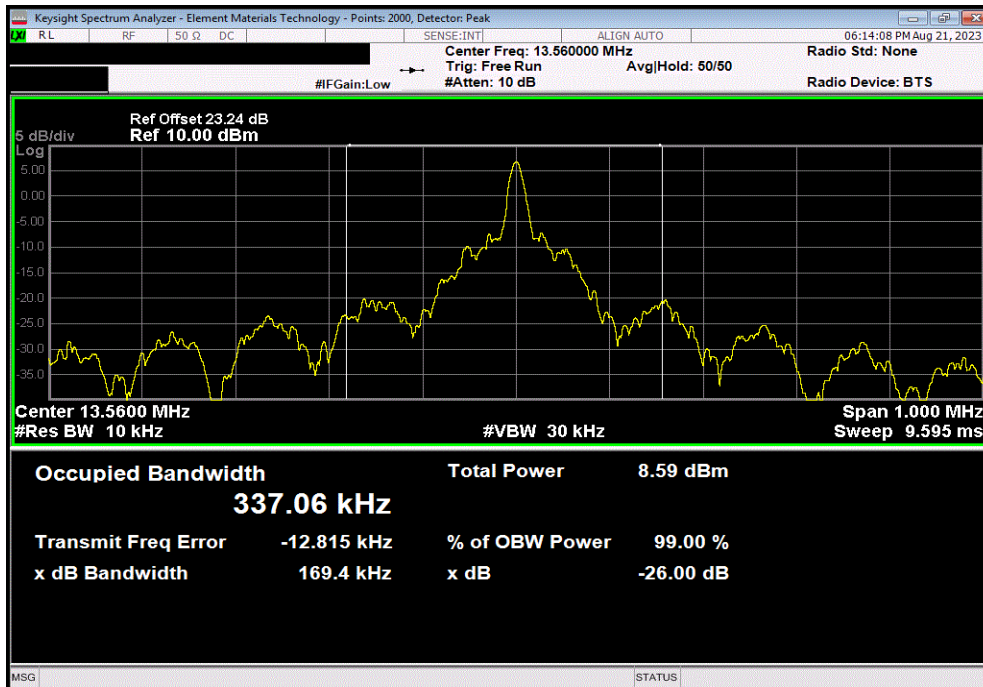 Keysight Spectrum Analyzer - Element Materials Technology - Points: 2000, Detector: Peak
LXI RL RF 50 Ω DC SENSE:INT ALIGN AUTO 06:14:08 PM Aug 21, 2023
Center Freq: 13.560000 MHz Radio Std: None
Trig: Free Run Avg|Hold: 50/50
#IFGain:Low #Atten: 10 dB Radio Device: BTS
Ref Offset 23.24 dB
5 dB/div Ref 10.00 dBm
Log
5.00
0.00
-5.00
-10.0
-15.0
-20.0
-25.0
-30.0
-35.0
Center 13.5600 MHz Span 1.000 MHz
#Res BW 10 kHz #VBW 30 kHz Sweep 9.595 ms
Occupied Bandwidth Total Power 8.59 dBm
337.06 kHz
Transmit Freq Error -12.815 kHz % of OBW Power 99.00 %
x dB Bandwidth 169.4 kHz x dB -26.00 dB
MSG STATUS